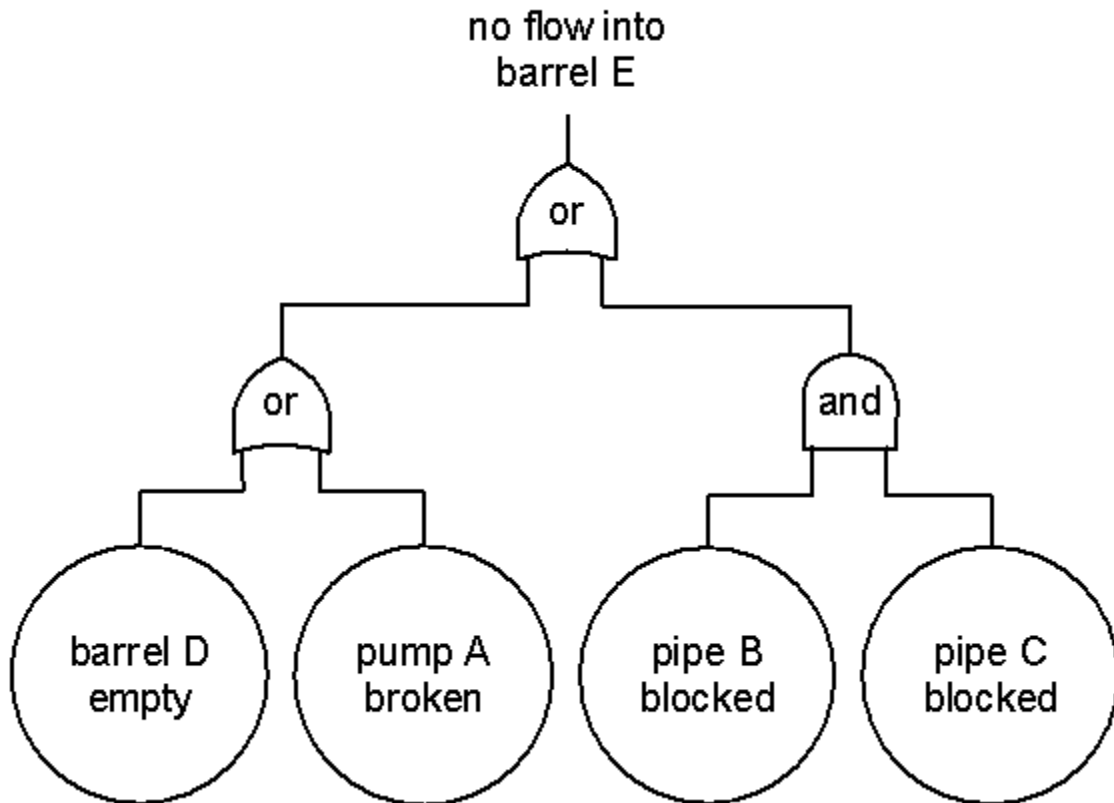 no flow into
barrel E
or
or
and
barrel D
empty
pump A
broken
pipe B
blocked
pipe C
blocked